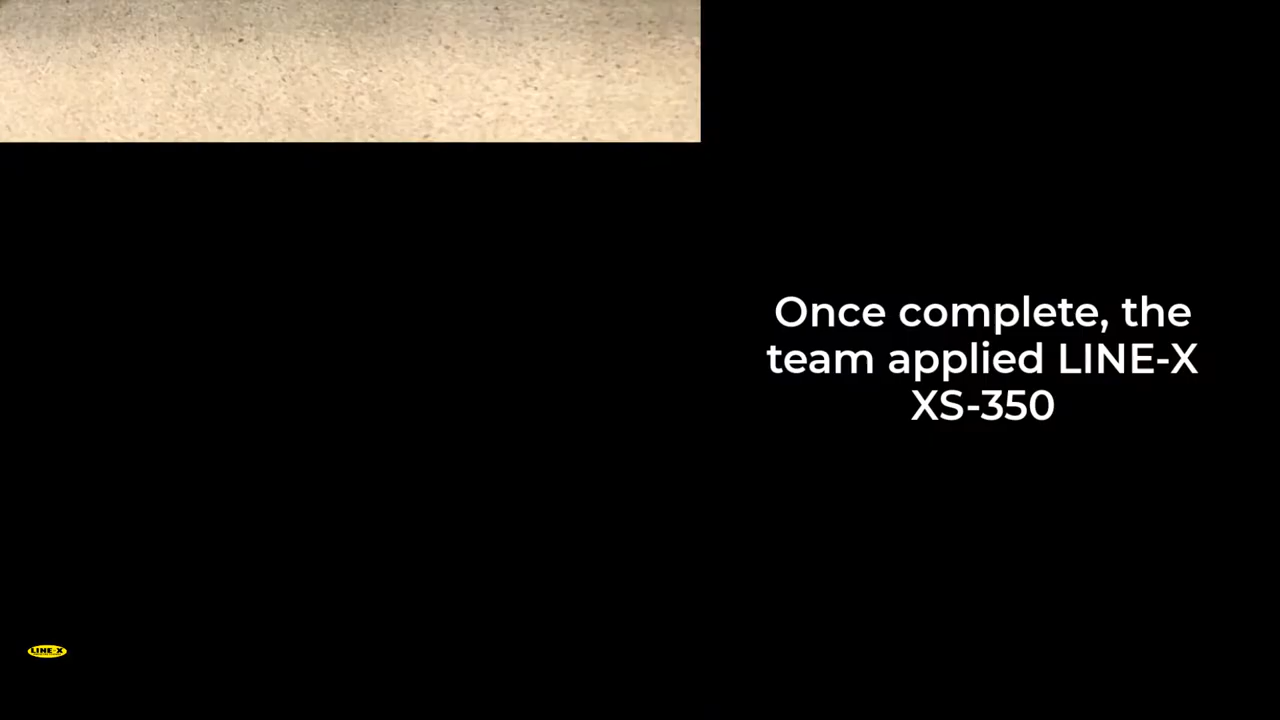 Once complete, the
team applied LINE-X
XS-350
LINE-X